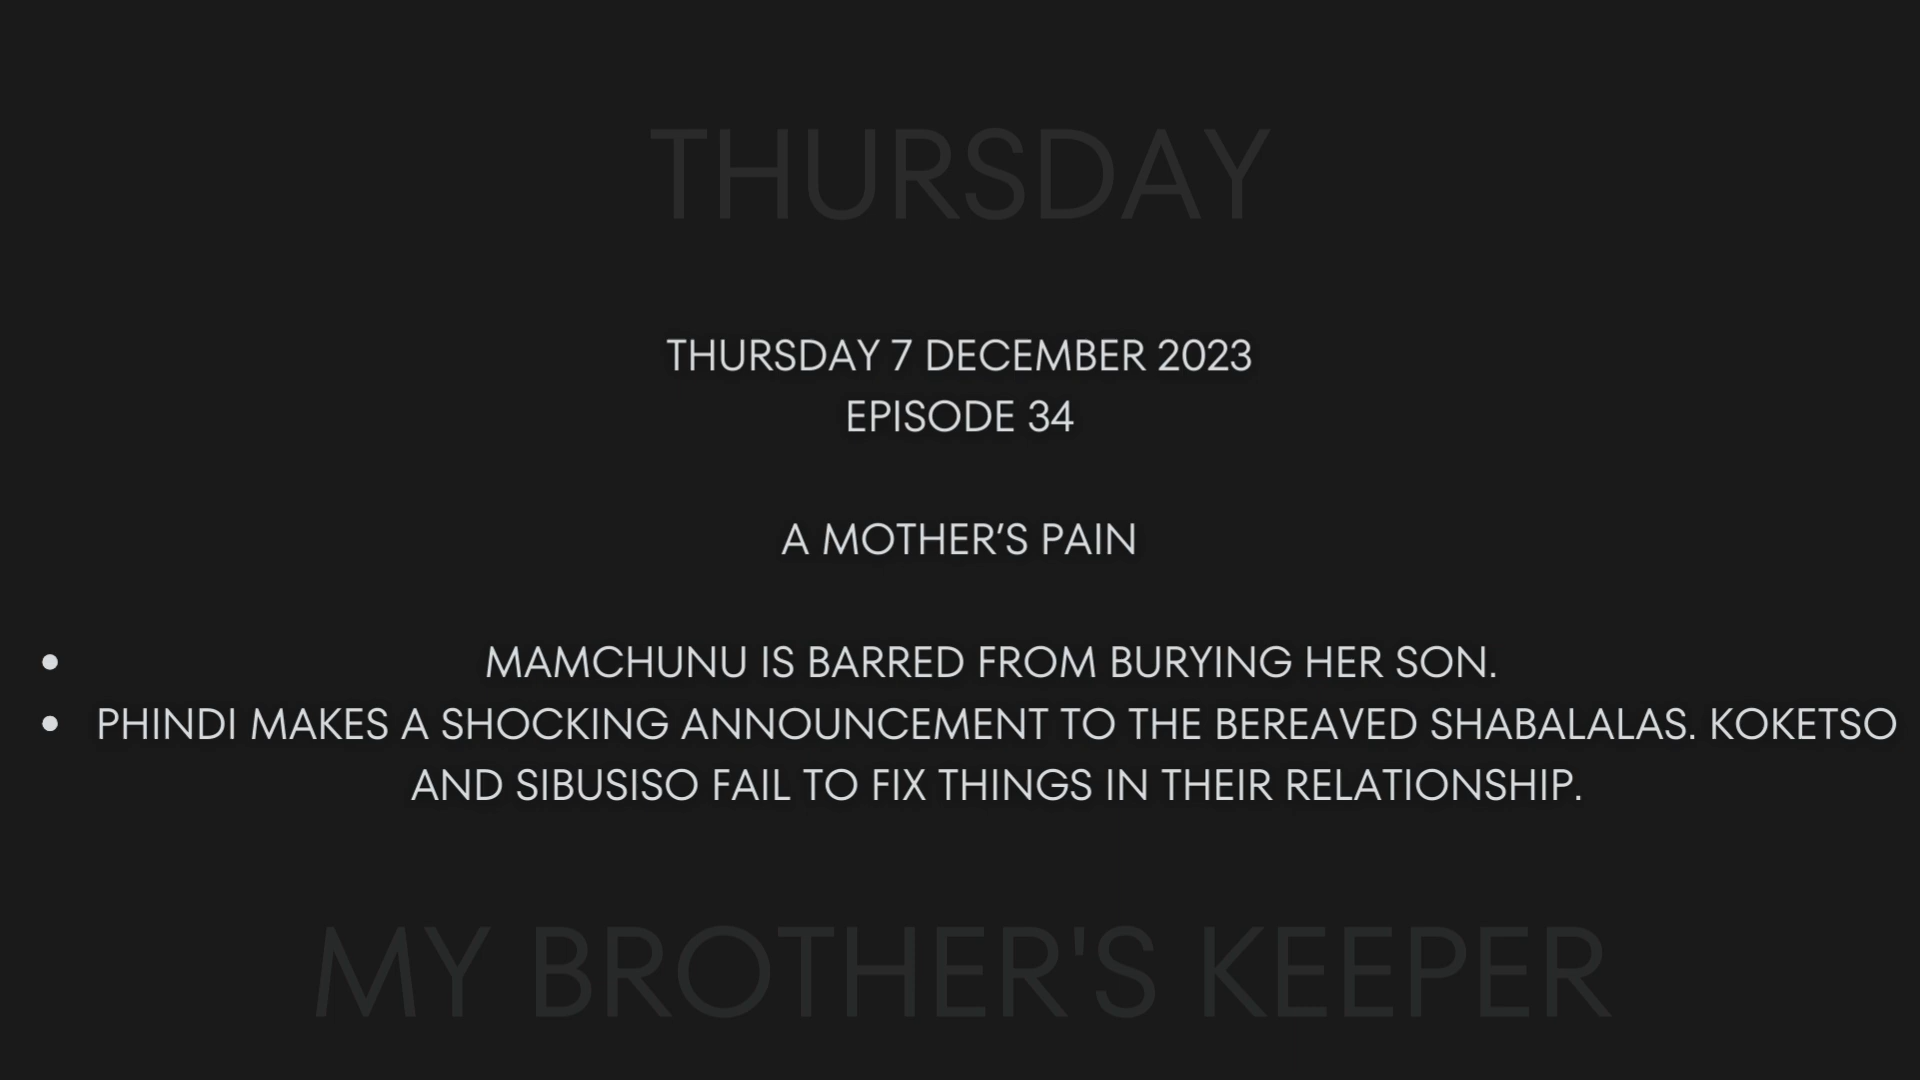 THURSDAY
THURSDAY 7 DECEMBER 2023
EPISODE 34
A MOTHER’S PAIN
• MAMCHUNU IS BARRED FROM BURYING HER SON.
• PHINDI MAKES A SHOCKING ANNOUNCEMENT TO THE BEREAVED SHABALALAS. KOKETSO
AND SIBUSISO FAIL TO FIX THINGS IN THEIR RELATIONSHIP.
MY BROTHER'S KEEPER